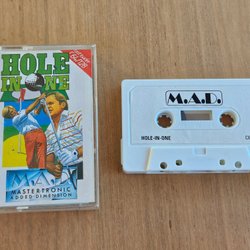 HOLE
IN ONE
MASTERTRONIC
ADDED DIMENSION
M.A.D.
HOLE-IN-ONE